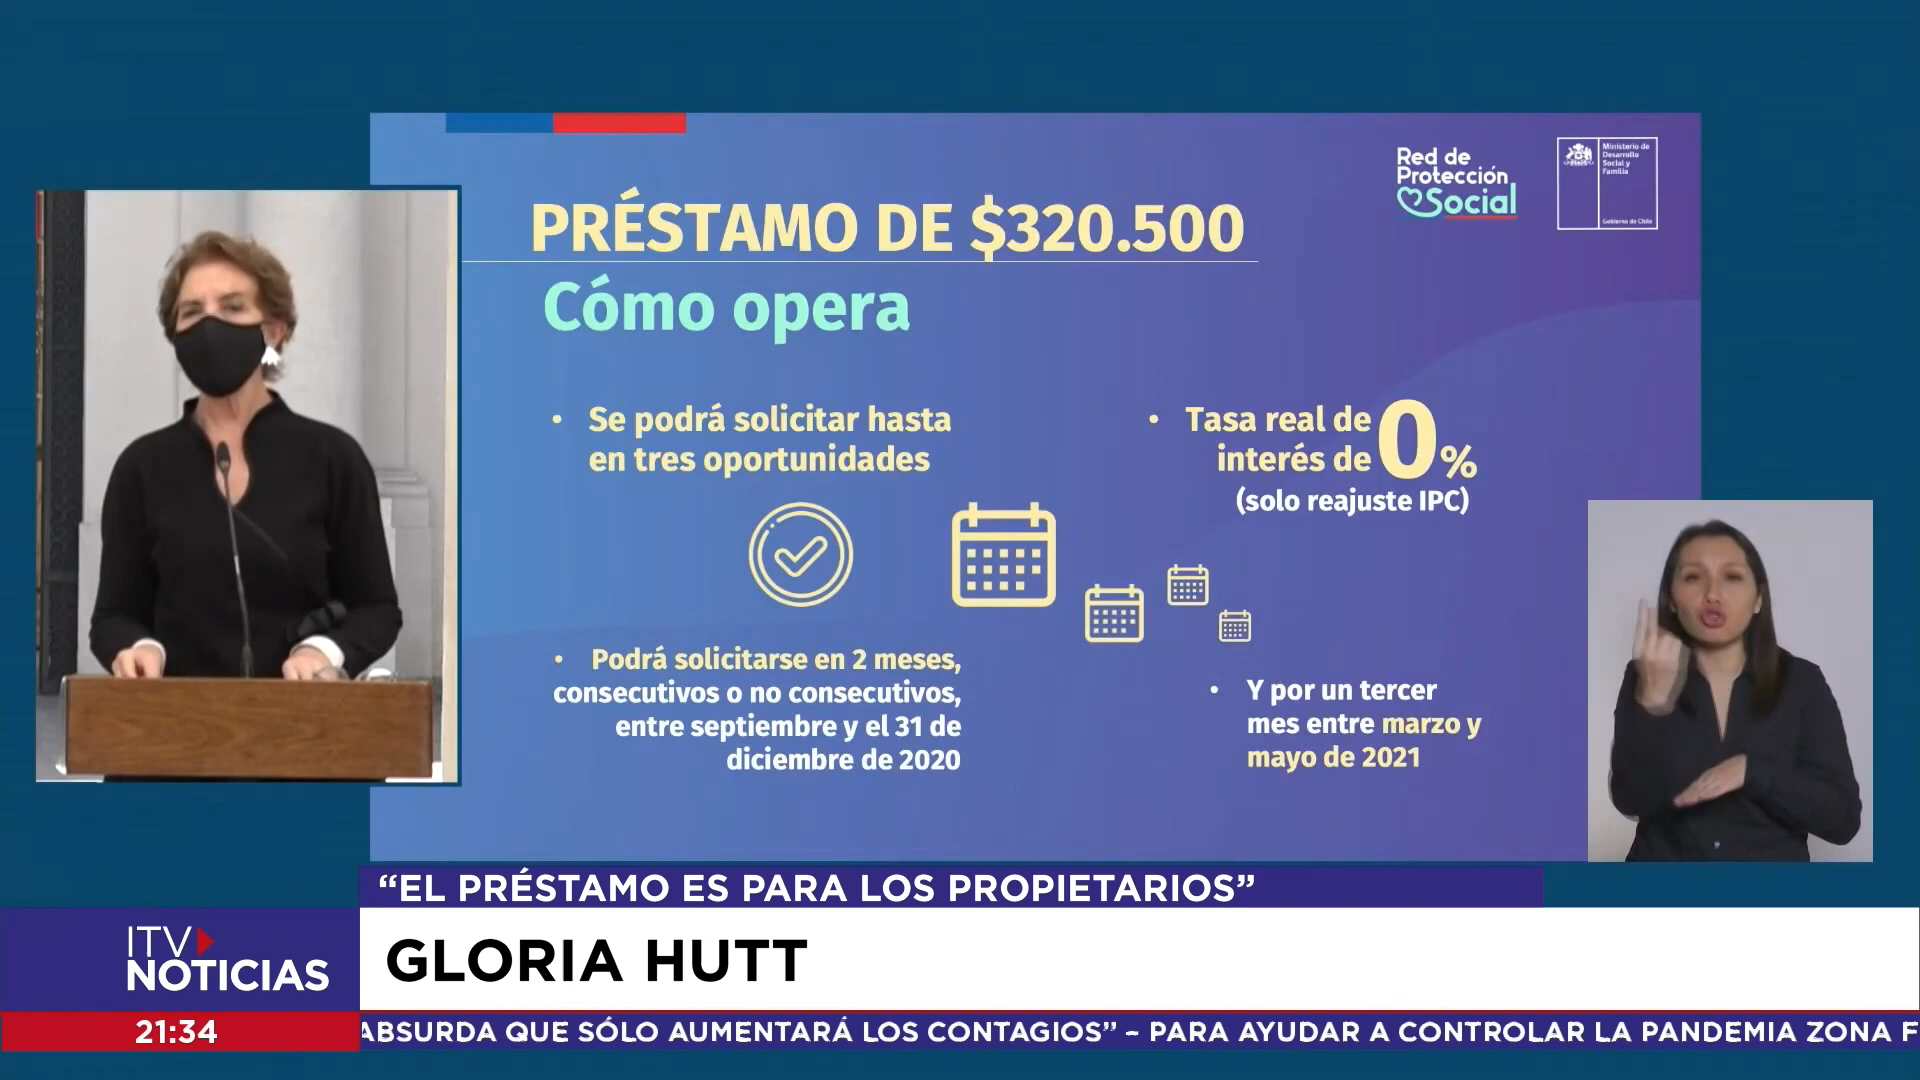 Red de
Protección
Social
Ministerio de
Desarrollo
Social y
Familia
Gobierno de Chile
PRÉSTAMO DE $320.500
Cómo opera
• Se podrá solicitar hasta
en tres oportunidades
• Tasa real de
interés de 0%
(solo reajuste IPC)
• Podrá solicitarse en 2 meses,
consecutivos o no consecutivos,
entre septiembre y el 31 de
diciembre de 2020
• Y por un tercer
mes entre marzo y
mayo de 2021
“EL PRÉSTAMO ES PARA LOS PROPIETARIOS”
GLORIA HUTT
ITV
NOTICIAS
21:34
ABSURDA QUE SÓLO AUMENTARÁ LOS CONTAGIOS” – PARA AYUDAR A CONTROLAR LA PANDEMIA ZONA F